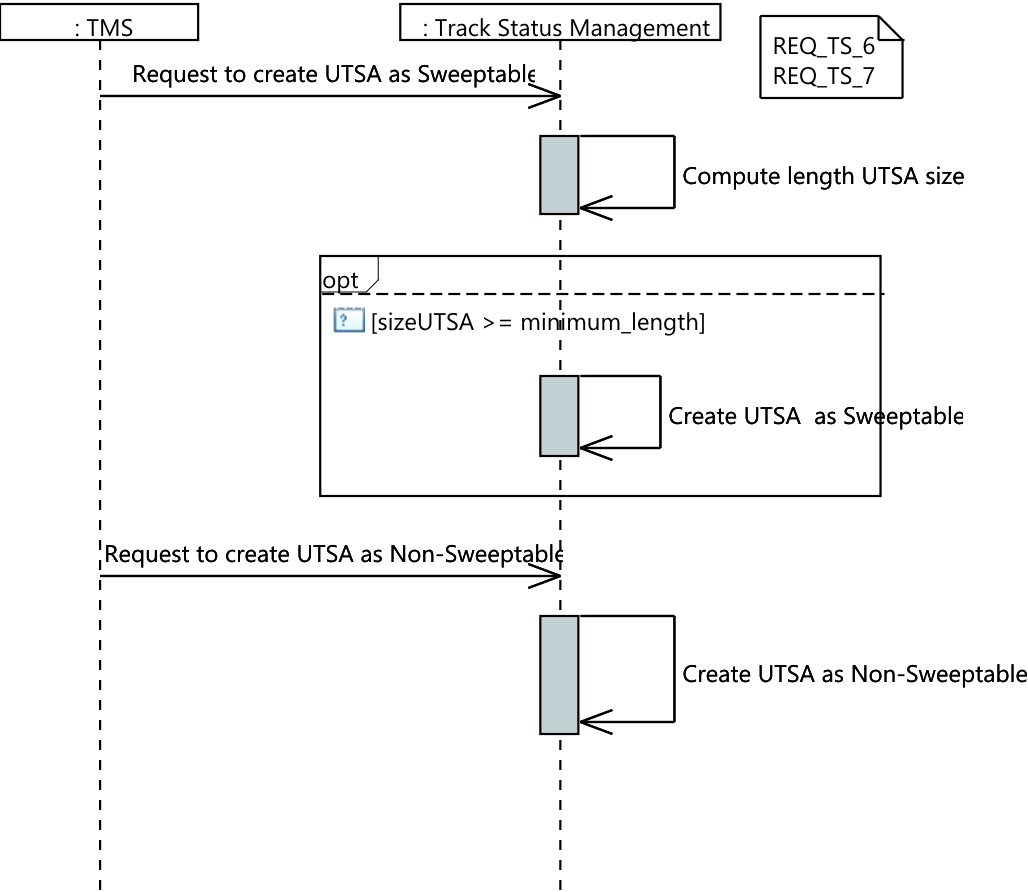 : TMS
: Track Status Management
REQ_TS_6
REQ_TS_7
Request to create UTSA as Sweeptable
Compute length UTSA size
opt
? [sizeUTSA >= minimum_length]
Create UTSA  as Sweeptable
Request to create UTSA as Non-Sweeptable
Create UTSA as Non-Sweeptable